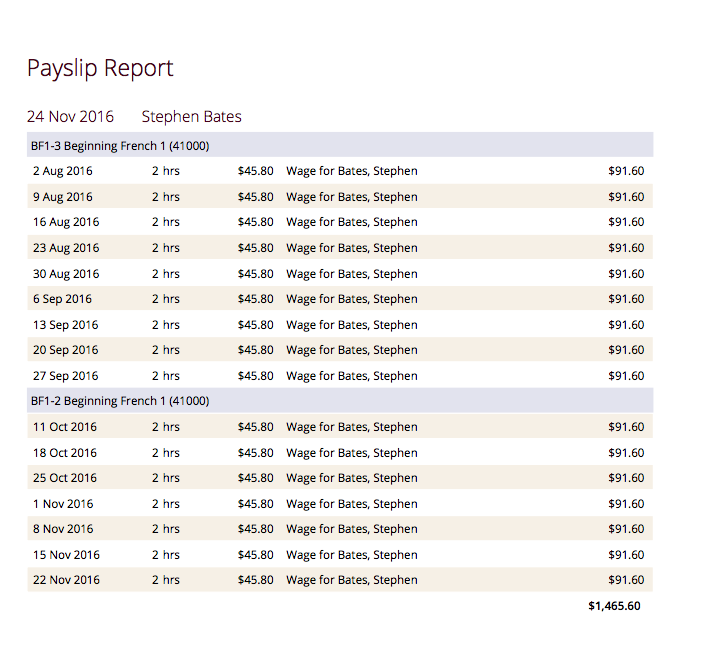 Payslip Report
24 Nov 2016 Stephen Bates
BF1-3 Beginning French 1 (41000)
2 Aug 2016 2 hrs $45.80 Wage for Bates, Stephen $91.60
9 Aug 2016 2 hrs $45.80 Wage for Bates, Stephen $91.60
16 Aug 2016 2 hrs $45.80 Wage for Bates, Stephen $91.60
23 Aug 2016 2 hrs $45.80 Wage for Bates, Stephen $91.60
30 Aug 2016 2 hrs $45.80 Wage for Bates, Stephen $91.60
6 Sep 2016 2 hrs $45.80 Wage for Bates, Stephen $91.60
13 Sep 2016 2 hrs $45.80 Wage for Bates, Stephen $91.60
20 Sep 2016 2 hrs $45.80 Wage for Bates, Stephen $91.60
27 Sep 2016 2 hrs $45.80 Wage for Bates, Stephen $91.60
BF1-2 Beginning French 1 (41000)
11 Oct 2016 2 hrs $45.80 Wage for Bates, Stephen $91.60
18 Oct 2016 2 hrs $45.80 Wage for Bates, Stephen $91.60
25 Oct 2016 2 hrs $45.80 Wage for Bates, Stephen $91.60
1 Nov 2016 2 hrs $45.80 Wage for Bates, Stephen $91.60
8 Nov 2016 2 hrs $45.80 Wage for Bates, Stephen $91.60
15 Nov 2016 2 hrs $45.80 Wage for Bates, Stephen $91.60
22 Nov 2016 2 hrs $45.80 Wage for Bates, Stephen $91.60
$1,465.60